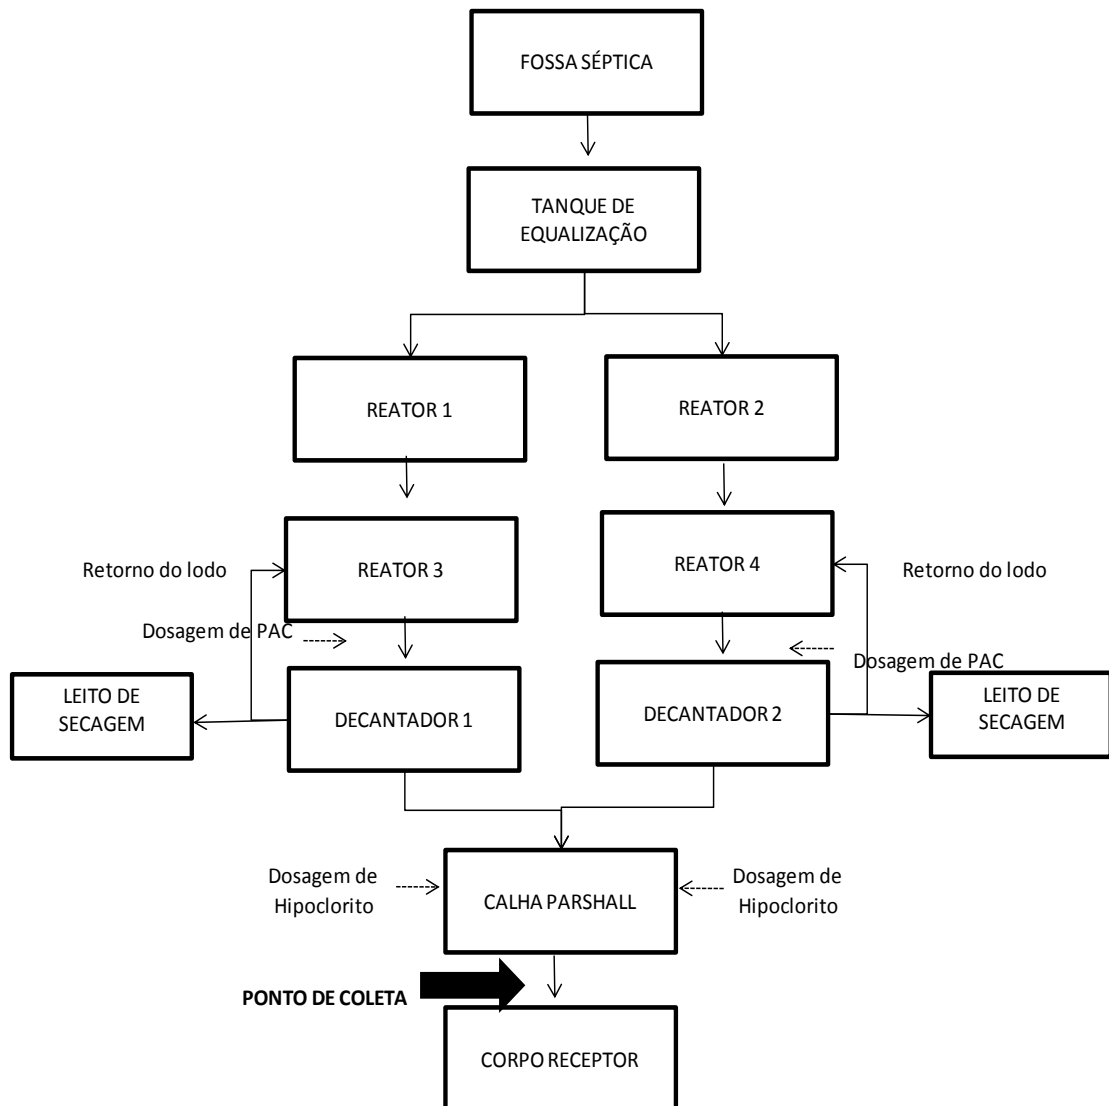 FOSSA SÉPTICA
TANQUE DE
EQUALIZAÇÃO
REATOR 1
REATOR 2
REATOR 3
REATOR 4
Retorno do lodo
Retorno do lodo
Dosagem de PAC
Dosagem de PAC
LEITO DE
SECAGEM
DECANTADOR 1
DECANTADOR 2
LEITO DE
SECAGEM
Dosagem de
Hipoclorito
CALHA PARSHALL
Dosagem de
Hipoclorito
PONTO DE COLETA
CORPO RECEPTOR